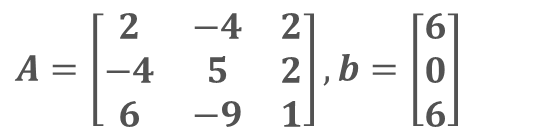 A = [ 2 −4 2 ; −4 5 2 ; 6 −9 1 ], b = [ 6 ; 0 ; 6 ]